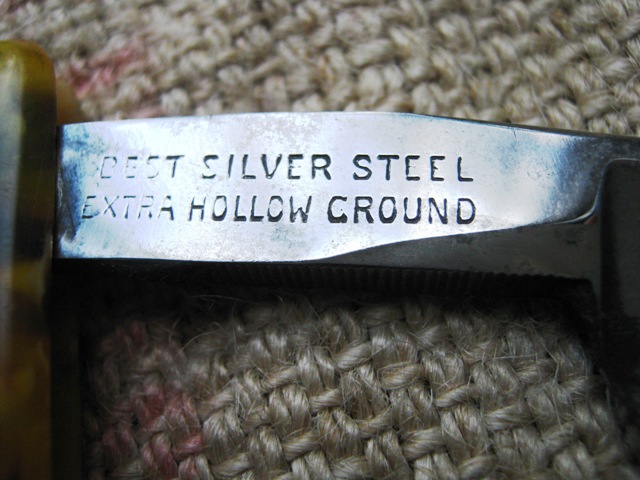 BEST SILVER STEEL
EXTRA HOLLOW GROUND